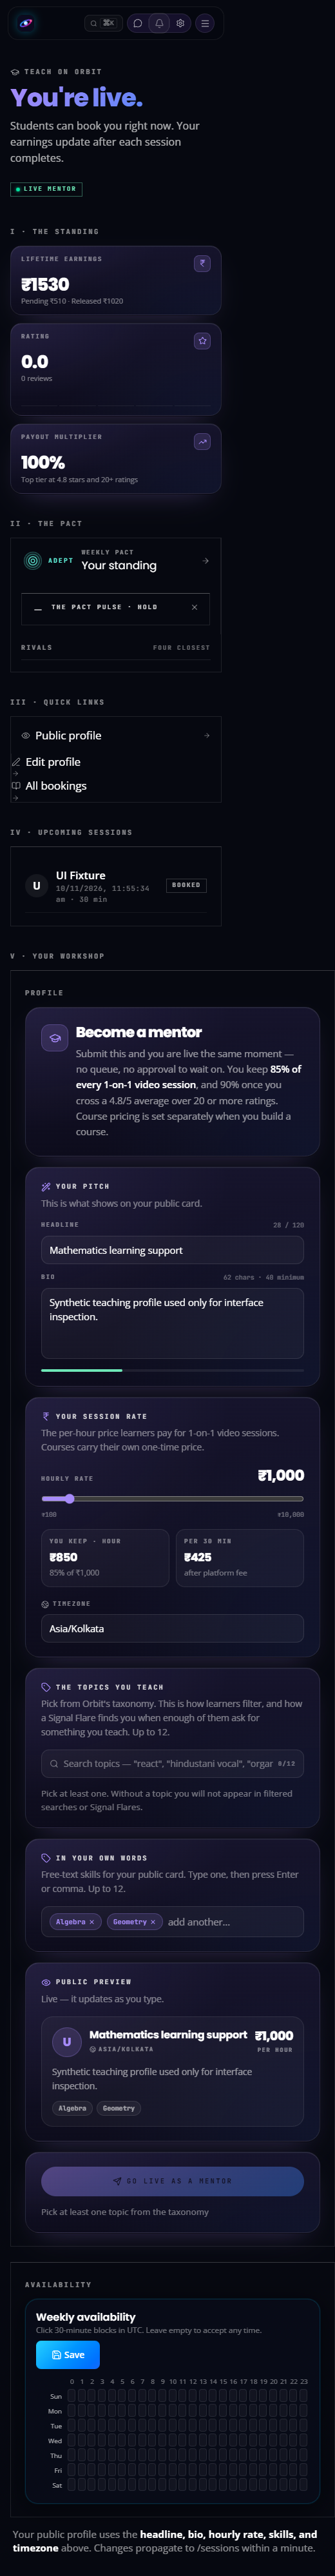 ⌘K
TEACH ON ORBIT
You're live.
Students can book you right now. Your
earnings update after each session
completes.
LIVE MENTOR
I · THE STANDING
LIFETIME EARNINGS
₹1530
Pending ₹510 · Released ₹1020
RATING
0.0
0 reviews
PAYOUT MULTIPLIER
100%
Top tier at 4.8 stars and 20+ ratings
II · THE PACT
ADEPT
WEEKLY PACT
Your standing
THE PACT PULSE · HOLD
RIVALS
FOUR CLOSEST
III · QUICK LINKS
Public profile
Edit profile
All bookings
IV · UPCOMING SESSIONS
U
UI Fixture
10/11/2026, 11:55:34
am · 30 min
BOOKED
V · YOUR WORKSHOP
PROFILE
Become a mentor
Submit this and you are live the same moment —
no queue, no approval to wait on. You keep 85% of
every 1-on-1 video session, and 90% once you
cross a 4.8/5 average over 20 or more ratings.
Course pricing is set separately when you build a
course.
YOUR PITCH
This is what shows on your public card.
HEADLINE
28 / 120
Mathematics learning support
BIO
62 chars · 40 minimum
Synthetic teaching profile used only for interface
inspection.
YOUR SESSION RATE
The per-hour price learners pay for 1-on-1 video sessions.
Courses carry their own one-time price.
HOURLY RATE
₹1,000
₹100
₹10,000
YOU KEEP · HOUR
₹850
85% of ₹1,000
PER 30 MIN
₹425
after platform fee
TIMEZONE
Asia/Kolkata
THE TOPICS YOU TEACH
Pick from Orbit's taxonomy. This is how learners filter, and how
a Signal Flare finds you when enough of them ask for
something you teach. Up to 12.
Search topics — "react", "hindustani vocal", "organ
0/12
Pick at least one. Without a topic you will not appear in filtered
searches or Signal Flares.
IN YOUR OWN WORDS
Free-text skills for your public card. Type one, then press Enter
or comma. Up to 12.
Algebra ×
Geometry ×
add another...
PUBLIC PREVIEW
Live — it updates as you type.
U
Mathematics learning support
ASIA/KOLKATA
₹1,000
PER HOUR
Synthetic teaching profile used only for interface
inspection.
Algebra
Geometry
GO LIVE AS A MENTOR
Pick at least one topic from the taxonomy
AVAILABILITY
Weekly availability
Click 30-minute blocks in UTC. Leave empty to accept any time.
Save
0 1 2 3 4 5 6 7 8 9 10 11 12 13 14 15 16 17 18 19 20 21 22 23
Sun
Mon
Tue
Wed
Thu
Fri
Sat
Your public profile uses the headline, bio, hourly rate, skills, and
timezone above. Changes propagate to /sessions within a minute.